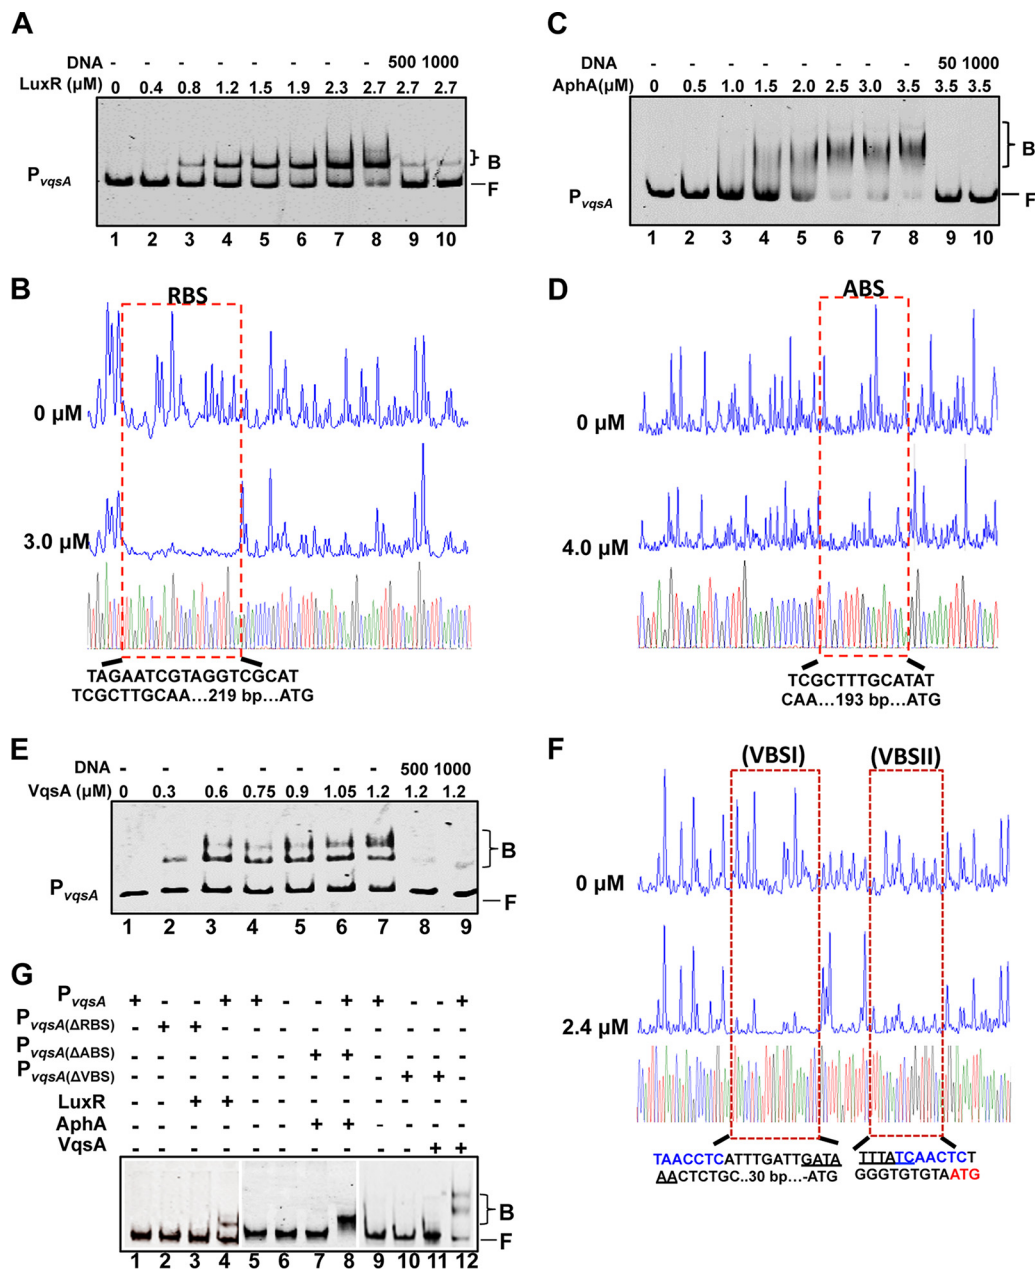 A
DNA - - - - - - - - 500 1000
LuxR (μM) 0 0.4 0.8 1.2 1.5 1.9 2.3 2.7 2.7 2.7
B
PvqsA
F
1 2 3 4 5 6 7 8 9 10
C
DNA - - - - - - - - 50 1000
AphA(μM) 0 0.5 1.0 1.5 2.0 2.5 3.0 3.5 3.5 3.5
B
PvqsA
F
1 2 3 4 5 6 7 8 9 10
B
RBS
0 μM
3.0 μM
TAGAATCGTAGGTCGCAT
TCGCTTGCAA...219 bp...ATG
D
ABS
0 μM
4.0 μM
TCGCTTTGCATAT
CAA...193 bp...ATG
E
DNA - - - - - - - 500 1000
VqsA (μM) 0 0.3 0.6 0.75 0.9 1.05 1.2 1.2 1.2
B
PvqsA
F
1 2 3 4 5 6 7 8 9
F
(VBSI) (VBSII)
0 μM
2.4 μM
TAACCTCATTTGATTGATA TTTATCAACTCT
AACTCTGC..30 bp...-ATG GGGTGTGTAATG
G
PvqsA + - - + + - - + + - - +
PvqsA(ΔRBS) - + + - - - - - - - - -
PvqsA(ΔABS) - - - - - - + + - - - -
PvqsA(ΔVBS) - - - - - - - - - + + -
LuxR - - + + - - - - - - - -
AphA - - - - - - + + - - - -
VqsA - - - - - - - - - - + +
B
F
1 2 3 4 5 6 7 8 9 10 11 12